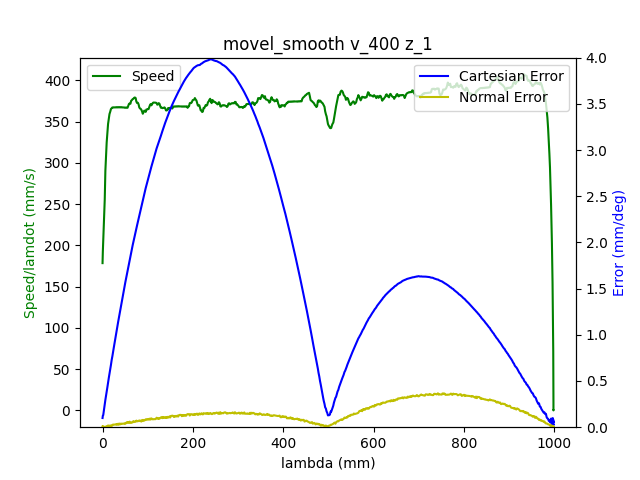 movel_smooth v_400 z_1
Speed
Cartesian Error
Normal Error
400
350
300
250
200
150
100
50
0
Speed/lamdot (mm/s)
4.0
3.5
3.0
2.5
2.0
1.5
1.0
0.5
0.0
Error (mm/deg)
0 200 400 600 800 1000
lambda (mm)